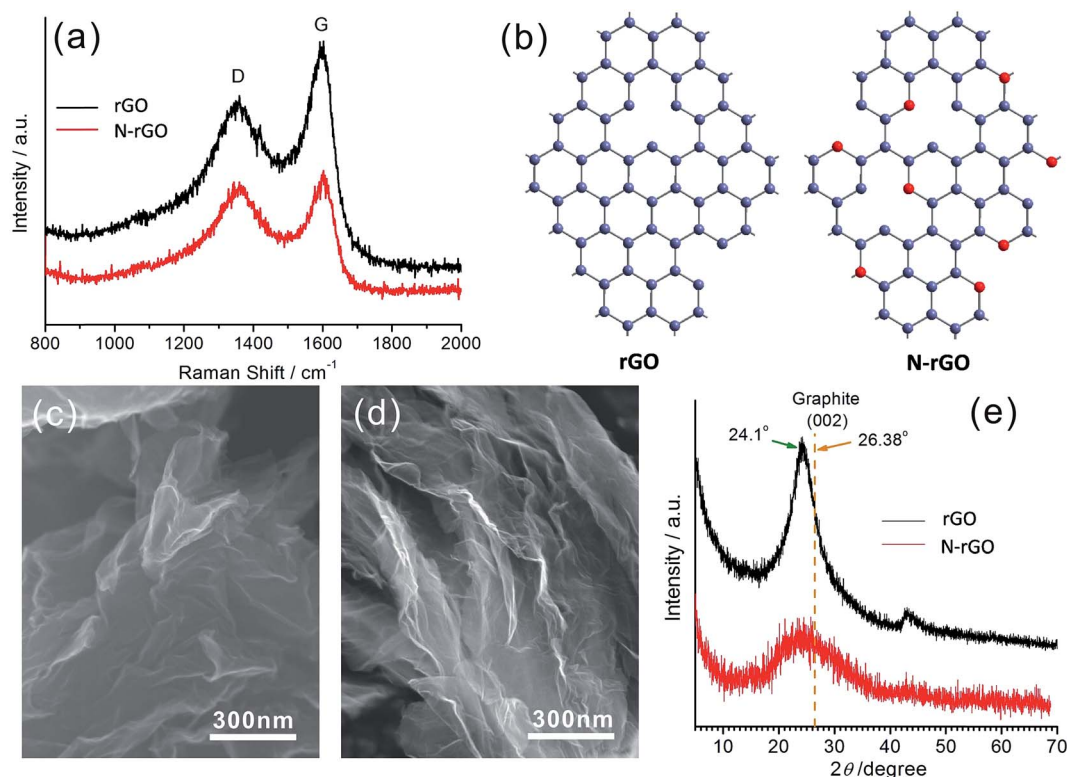 (a)
D
G
rGO
N-rGO
Intensity / a.u.
800 1000 1200 1400 1600 1800 2000
Raman Shift / cm⁻¹
(b)
rGO
N-rGO
(c)
300nm
(d)
300nm
(e)
Graphite
(002)
24.1°
26.38°
rGO
N-rGO
Intensity / a.u.
10 20 30 40 50 60 70
2θ /degree